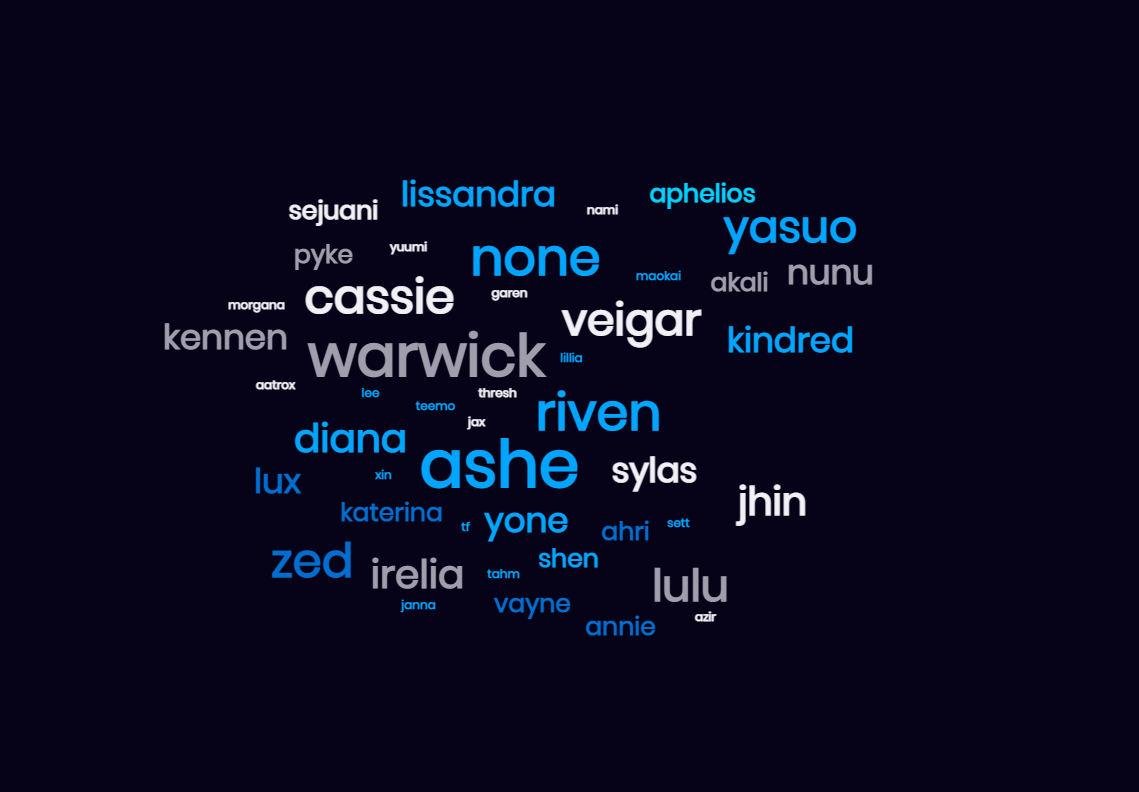 lissandra
aphelios
sejuani
nami
yasuo
pyke
yuumi
none
maokai
akali
nunu
morgana
cassie
garen
veigar
kennen
warwick
lillia
kindred
aatrox
lee
teemo
thresh
jax
riven
diana
ashe
sylas
lux
xin
jhin
katerina
tf
yone
ahri
sett
zed
irelia
tahm
shen
lulu
janna
vayne
annie
azir